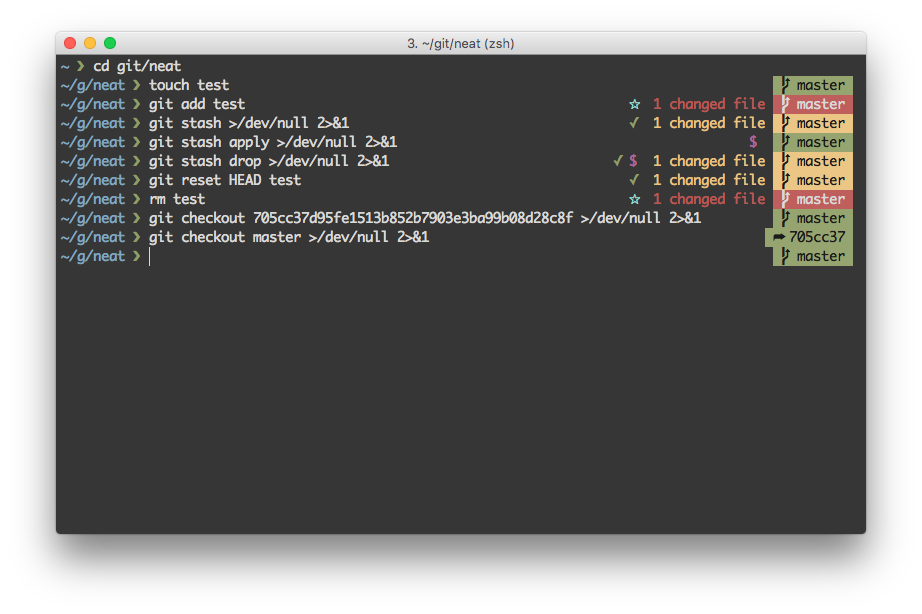 3. ~/git/neat (zsh)
~ ❯ cd git/neat
~/g/neat ❯ touch test master
~/g/neat ❯ git add test ☆ 1 changed file master
~/g/neat ❯ git stash >/dev/null 2>&1 ✓ 1 changed file master
~/g/neat ❯ git stash apply >/dev/null 2>&1 $ master
~/g/neat ❯ git stash drop >/dev/null 2>&1 ✓ $ 1 changed file master
~/g/neat ❯ git reset HEAD test ✓ 1 changed file master
~/g/neat ❯ rm test ☆ 1 changed file master
~/g/neat ❯ git checkout 705cc37d95fe1513b852b7903e3ba99b08d28c8f >/dev/null 2>&1 master
~/g/neat ❯ git checkout master >/dev/null 2>&1 ➦ 705cc37
~/g/neat ❯ master